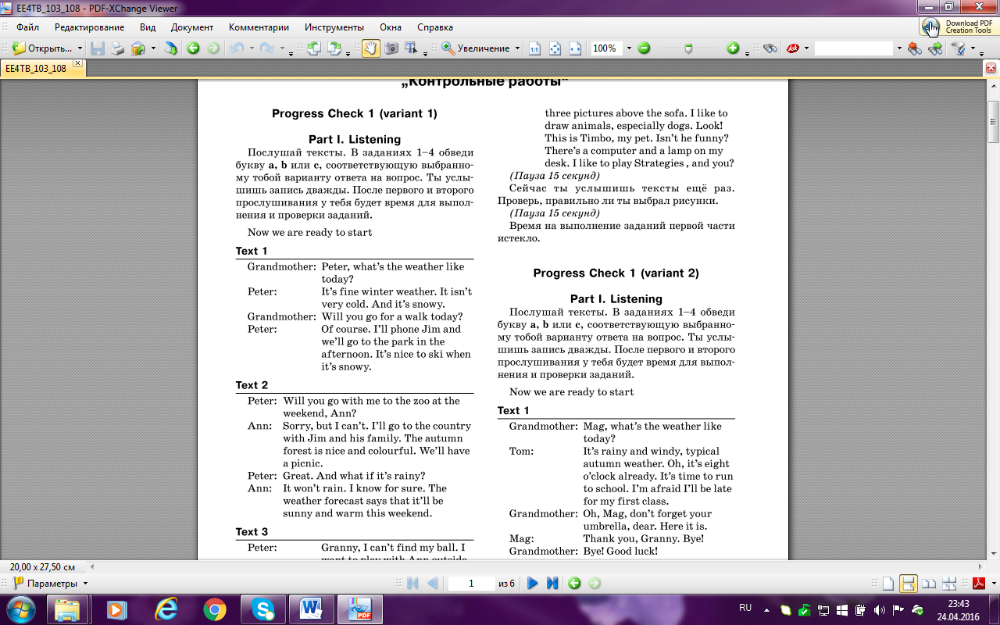 EE4TB_103_108 - PDF-XChange Viewer
Файл Редактирование Вид Документ Комментарии Инструменты Окна Справка
Download PDF
Creation Tools
Открыть... Увеличение 100%
EE4TB_103_108
„Контрольные работы“
Progress Check 1 (variant 1)
Part I. Listening
Послушай тексты. В заданиях 1–4 обведи
букву a, b или c, соответствующую выбранно-
му тобой варианту ответа на вопрос. Ты услы-
шишь запись дважды. После первого и второго
прослушивания у тебя будет время для выпол-
нения и проверки заданий.
Now we are ready to start
Text 1
Grandmother: Peter, what's the weather like
today?
Peter: It's fine winter weather. It isn't
very cold. And it's snowy.
Grandmother: Will you go for a walk today?
Peter: Of course. I'll phone Jim and
we'll go to the park in the
afternoon. It's nice to ski when
it's snowy.
Text 2
Peter: Will you go with me to the zoo at the
weekend, Ann?
Ann: Sorry, but I can't. I'll go to the country
with Jim and his family. The autumn
forest is nice and colourful. We'll have
a picnic.
Peter: Great. And what if it's rainy?
Ann: It won't rain. I know for sure. The
weather forecast says that it'll be
sunny and warm this weekend.
Text 3
Peter: Granny, I can't find my ball. I
want to play with Ann outside
three pictures above the sofa. I like to
draw animals, especially dogs. Look!
This is Timbo, my pet. Isn't he funny?
There's a computer and a lamp on my
desk. I like to play Strategies , and you?
(Пауза 15 секунд)
Сейчас ты услышишь тексты ещё раз.
Проверь, правильно ли ты выбрал рисунки.
(Пауза 15 секунд)
Время на выполнение заданий первой части
истекло.
Progress Check 1 (variant 2)
Part I. Listening
Послушай тексты. В заданиях 1–4 обведи
букву a, b или c, соответствующую выбранно-
му тобой варианту ответа на вопрос. Ты услы-
шишь запись дважды. После первого и второго
прослушивания у тебя будет время для выпол-
нения и проверки заданий.
Now we are ready to start
Text 1
Grandmother: Mag, what's the weather like
today?
Tom: It's rainy and windy, typical
autumn weather. Oh, it's eight
o'clock already. It's time to run
to school. I'm afraid I'll be late
for my first class.
Grandmother: Oh, Mag, don't forget your
umbrella, dear. Here it is.
Mag: Thank you, Granny. Bye!
Grandmother: Bye! Good luck!
20,00 x 27,50 см
Параметры 1 из 6
RU 23:43
24.04.2016